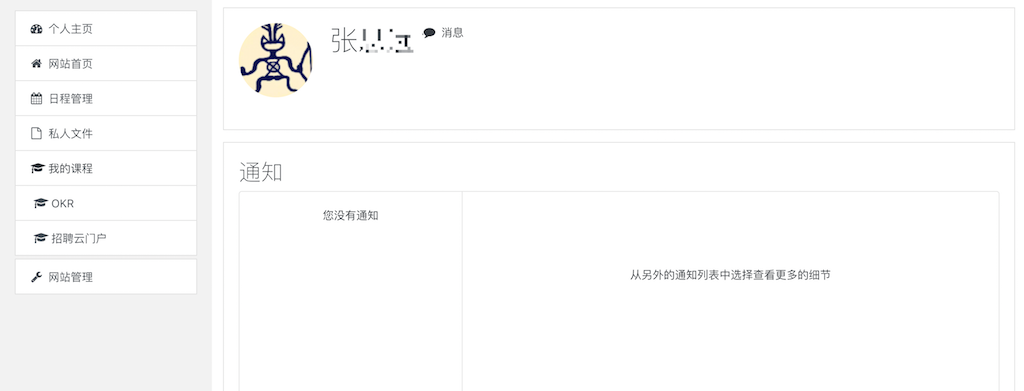 个人主页
网站首页
日程管理
私人文件
我的课程
OKR
招聘云门户
网站管理
张
消息
通知
您没有通知
从另外的通知列表中选择查看更多的细节